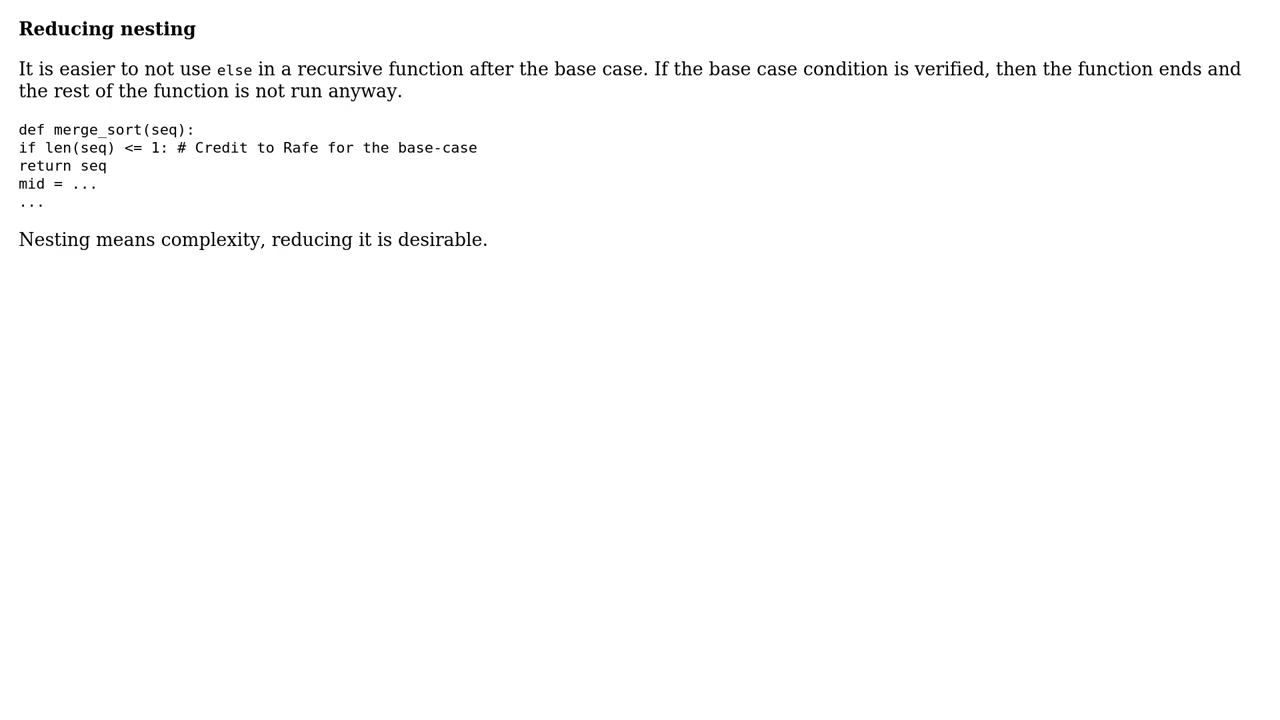 Reducing nesting
It is easier to not use else in a recursive function after the base case. If the base case condition is verified, then the function ends and
the rest of the function is not run anyway.
def merge_sort(seq):
if len(seq) <= 1: # Credit to Rafe for the base-case
return seq
mid = ...
...
Nesting means complexity, reducing it is desirable.